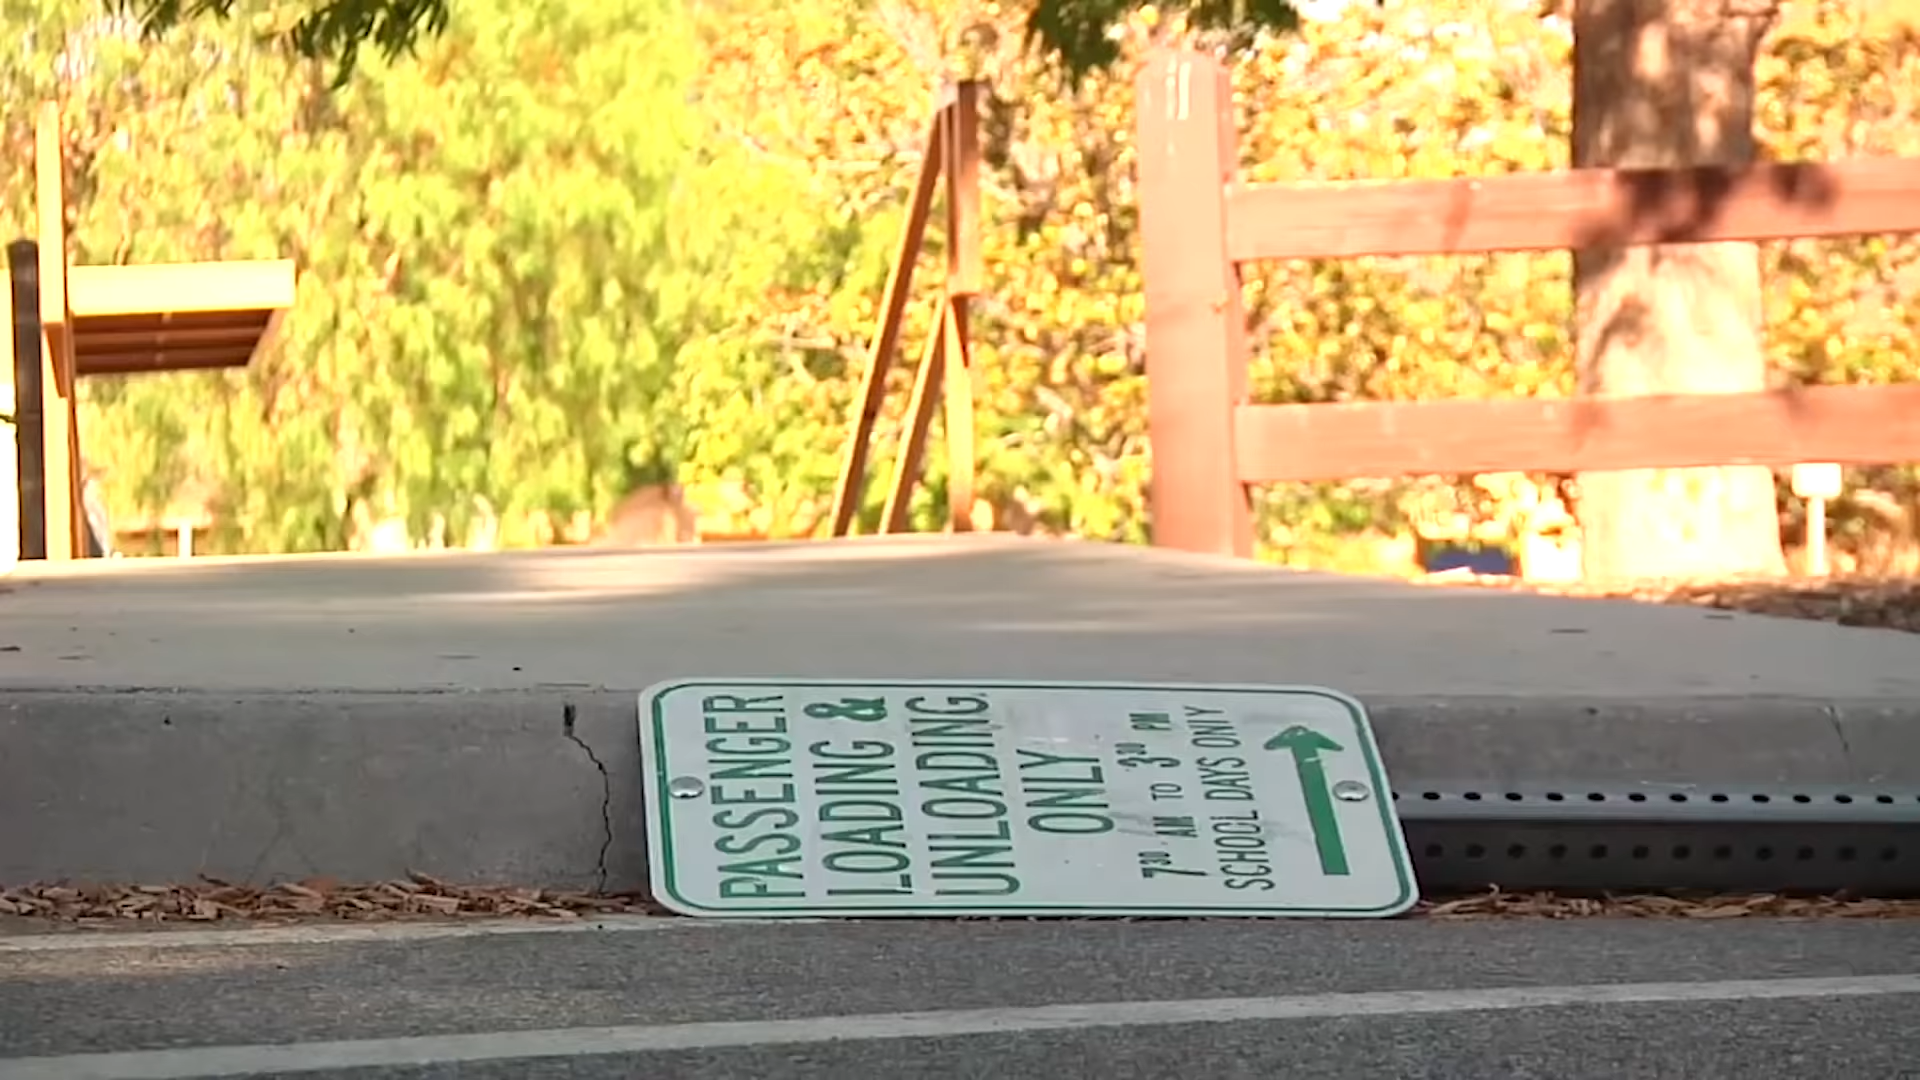 PASSENGER
LOADING &
UNLOADING
ONLY
7³⁰ AM TO 3³⁰ PM
SCHOOL DAYS ONLY